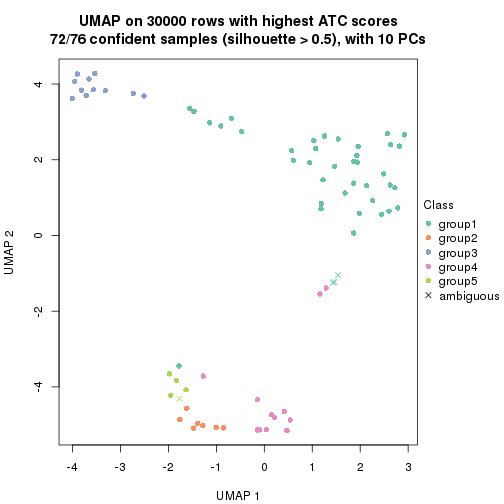 UMAP on 30000 rows with highest ATC scores
72/76 confident samples (silhouette > 0.5), with 10 PCs
4
2
0
-2
-4
UMAP 2
-4 -3 -2 -1 0 1 2 3
UMAP 1
Class
group1
group2
group3
group4
group5
ambiguous